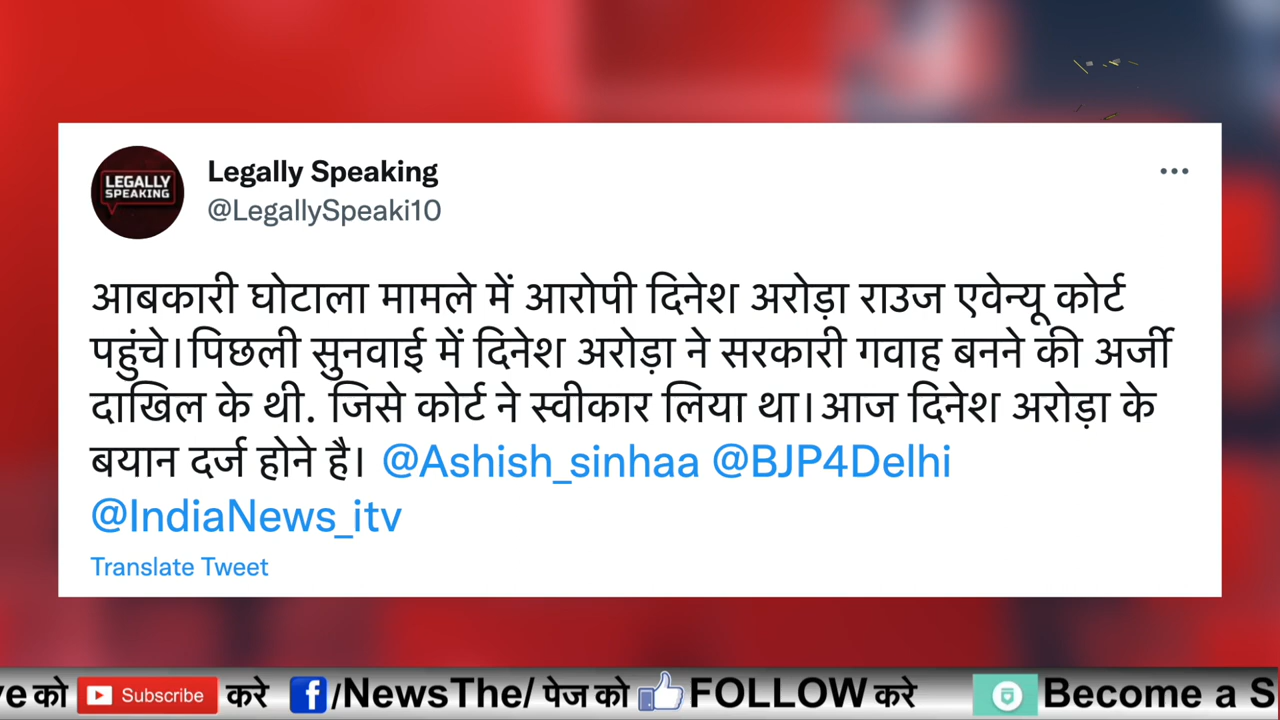 LEGALLY
SPEAKING
Legally Speaking
@LegallySpeaki10
आबकारी घोटाला मामले में आरोपी दिनेश अरोड़ा राउज एवेन्यू कोर्ट
पहुंचे।पिछली सुनवाई में दिनेश अरोड़ा ने सरकारी गवाह बनने की अर्जी
दाखिल के थी. जिसे कोर्ट ने स्वीकार लिया था।आज दिनेश अरोड़ा के
बयान दर्ज होने है। @Ashish_sinhaa @BJP4Delhi
@IndiaNews_itv
Translate Tweet
को Subscribe करे /NewsThe/ पेज को FOLLOW करे Become a